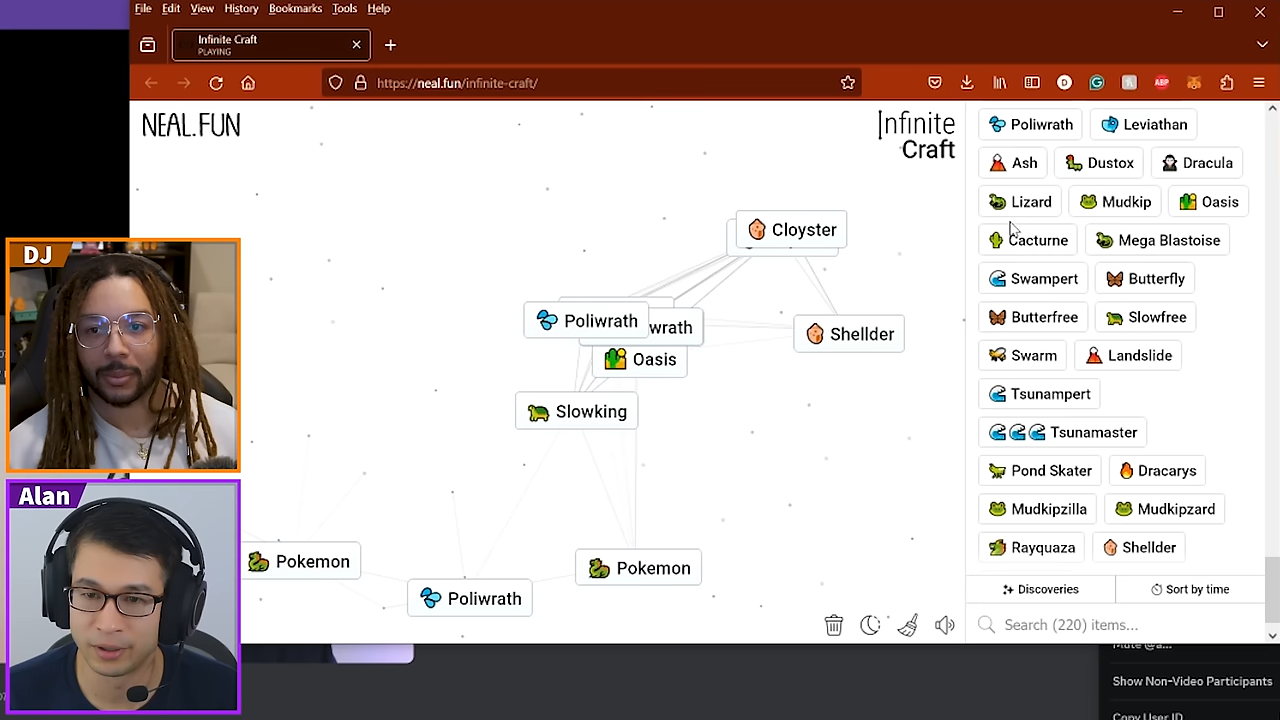 File Edit View History Bookmarks Tools Help
Infinite Craft
PLAYING
https://neal.fun/infinite-craft/
NEAL.FUN
Infinite
Craft
Poliwrath Leviathan
Ash Dustox Dracula
Lizard Mudkip Oasis
Cacturne Mega Blastoise
Swampert Butterfly
Butterfree Slowfree
Swarm Landslide
Tsunampert
Tsunamaster
Pond Skater Dracarys
Mudkipzilla Mudkipzard
Rayquaza Shellder
Discoveries Sort by time
Search (220) items...
Cloyster
Poliwrath
wrath
Shellder
Oasis
Slowking
Pokemon
Pokemon
Poliwrath
DJ
Alan
ABP
Show Non-Video Participants
Copy User ID